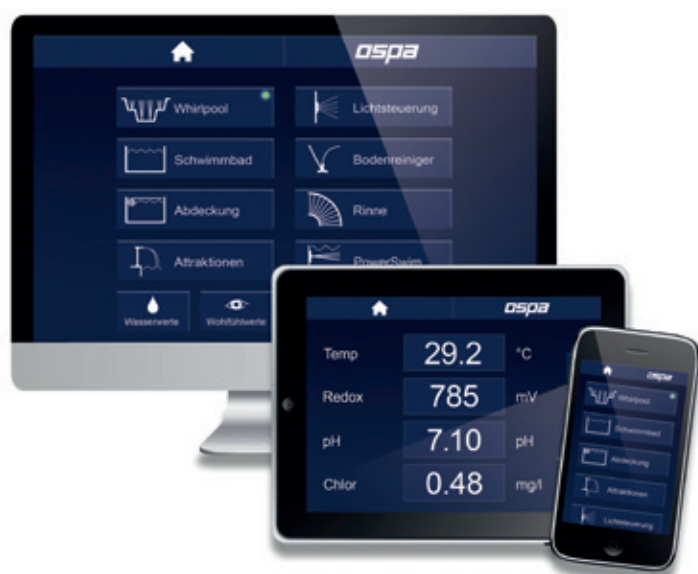 ospa
Whirlpool
Lichtsteuerung
Schwimmbad
Bodenreiniger
Abdeckung
Rinne
Attraktionen
PowerSwim
Wasserwerte
Wohlfühlwerte
ospa
Temp 29.2 °C
Redox 785 mV
pH 7.10 pH
Chlor 0.48 mg/l
ospa
Whirlpool
Schwimmbad
Abdeckung
Attraktionen
Lichtsteuerung